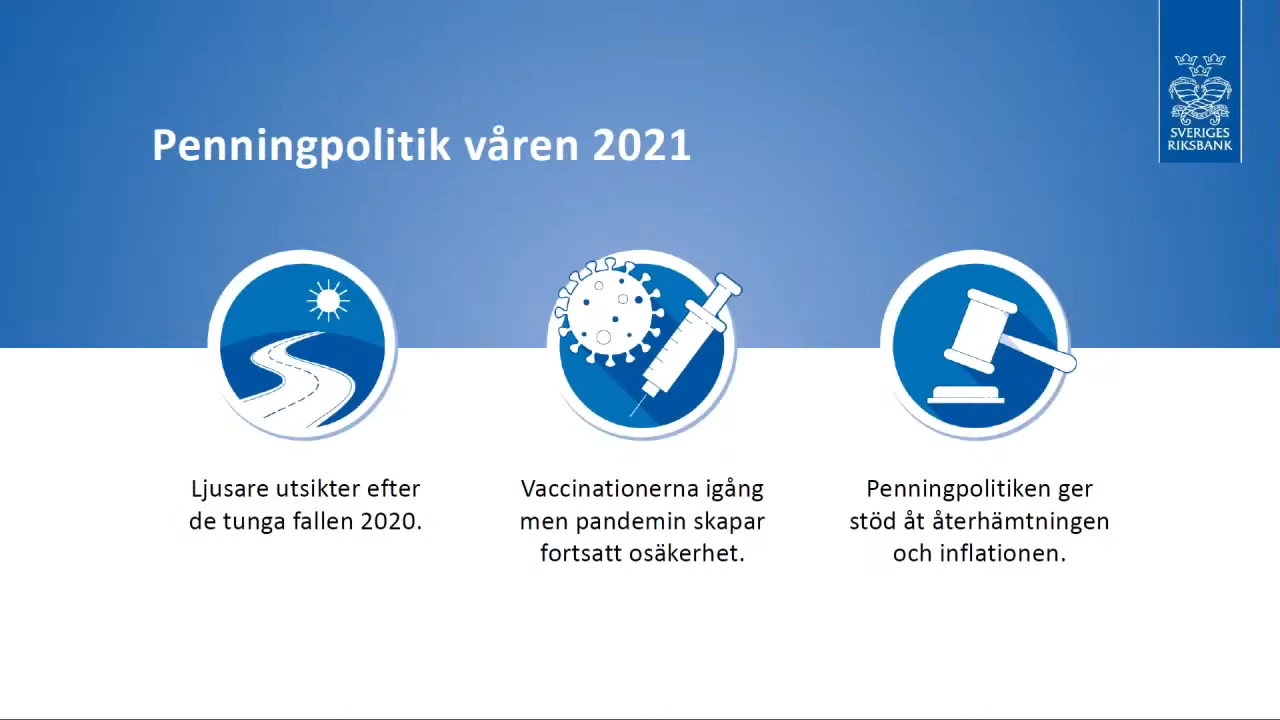 SVERIGES
RIKSBANK
Penningpolitik våren 2021
Ljusare utsikter efter
de tunga fallen 2020.
Vaccinationerna igång
men pandemin skapar
fortsatt osäkerhet.
Penningpolitiken ger
stöd åt återhämtningen
och inflationen.